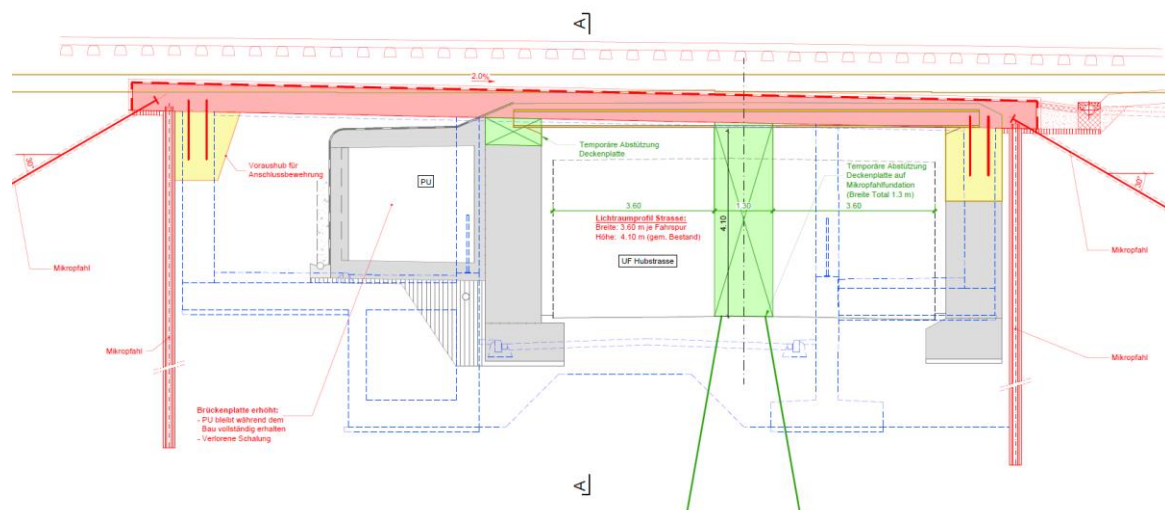 A
2.0%
Temporäre Abstützung
Deckenplatte
Voraushub für
Anschlussbewehrung
PU
Temporäre Abstützung
Deckenplatte auf
Mikropfahlfundation
(Breite Total 1.3 m)
30°
30°
3.60
1.30
3.60
4.10
Lichtraumprofil Strasse:
Breite: 3.60 m je Fahrspur
Höhe: 4.10 m (gem. Bestand)
UF Hubstrasse
Mikropfahl
Mikropfahl
Mikropfahl
Mikropfahl
Brückenplatte erhöht:
- PU bleibt während dem
Bau vollständig erhalten
- Verlorene Schalung
A